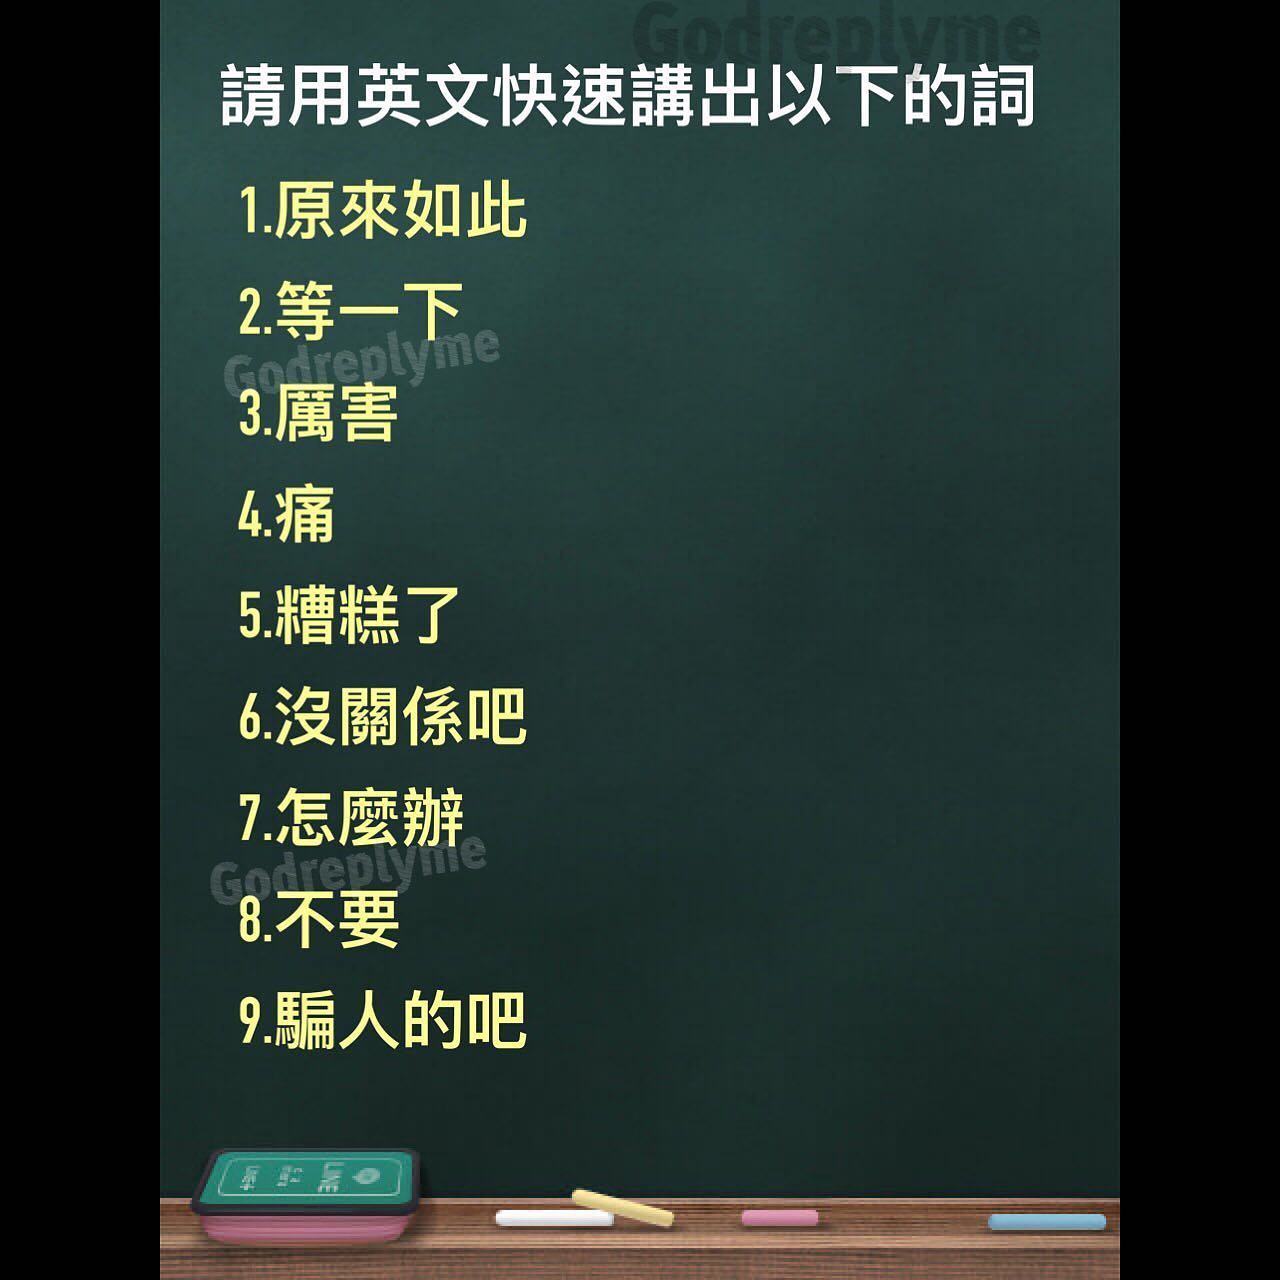 Godreplyme
請用英文快速講出以下的詞
1.原來如此
2.等一下
Godreplyme
3.厲害
4.痛
5.糟糕了
6.沒關係吧
7.怎麼辦
Godreplyme
8.不要
9.騙人的吧
LINE